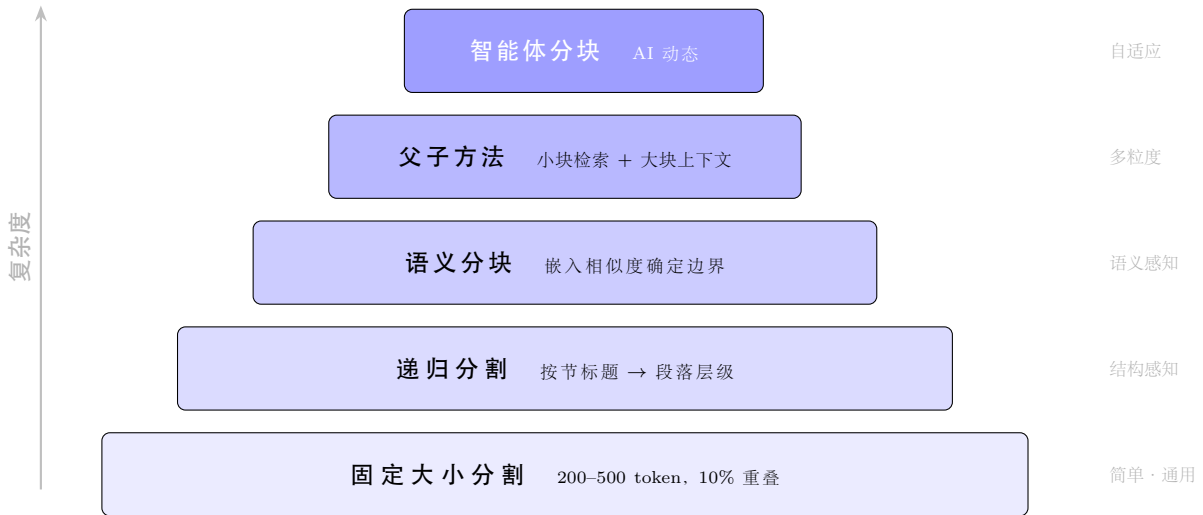 智能体分块 AI 动态 自适应
父子方法 小块检索 + 大块上下文 多粒度
复杂度
语义分块 嵌入相似度确定边界 语义感知
递归分割 按节标题 → 段落层级 结构感知
固定大小分割 200–500 token, 10% 重叠 简单 · 通用